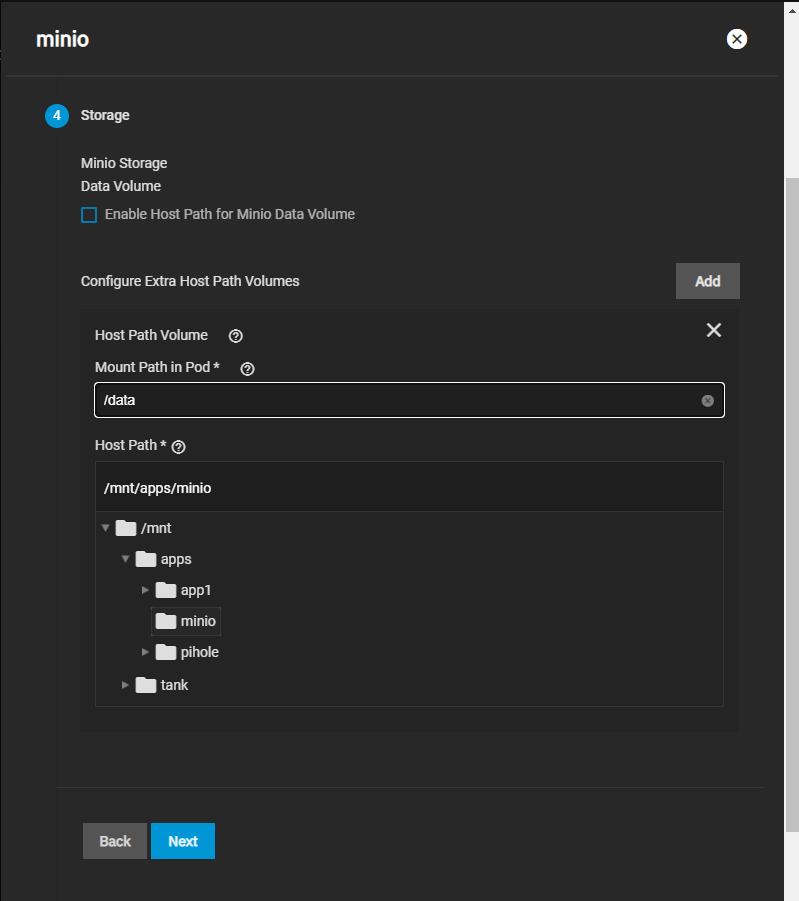 minio
4 Storage
Minio Storage
Data Volume
Enable Host Path for Minio Data Volume
Configure Extra Host Path Volumes Add
Host Path Volume
Mount Path in Pod *
/data
Host Path *
/mnt/apps/minio
/mnt
apps
app1
minio
pihole
tank
Back Next